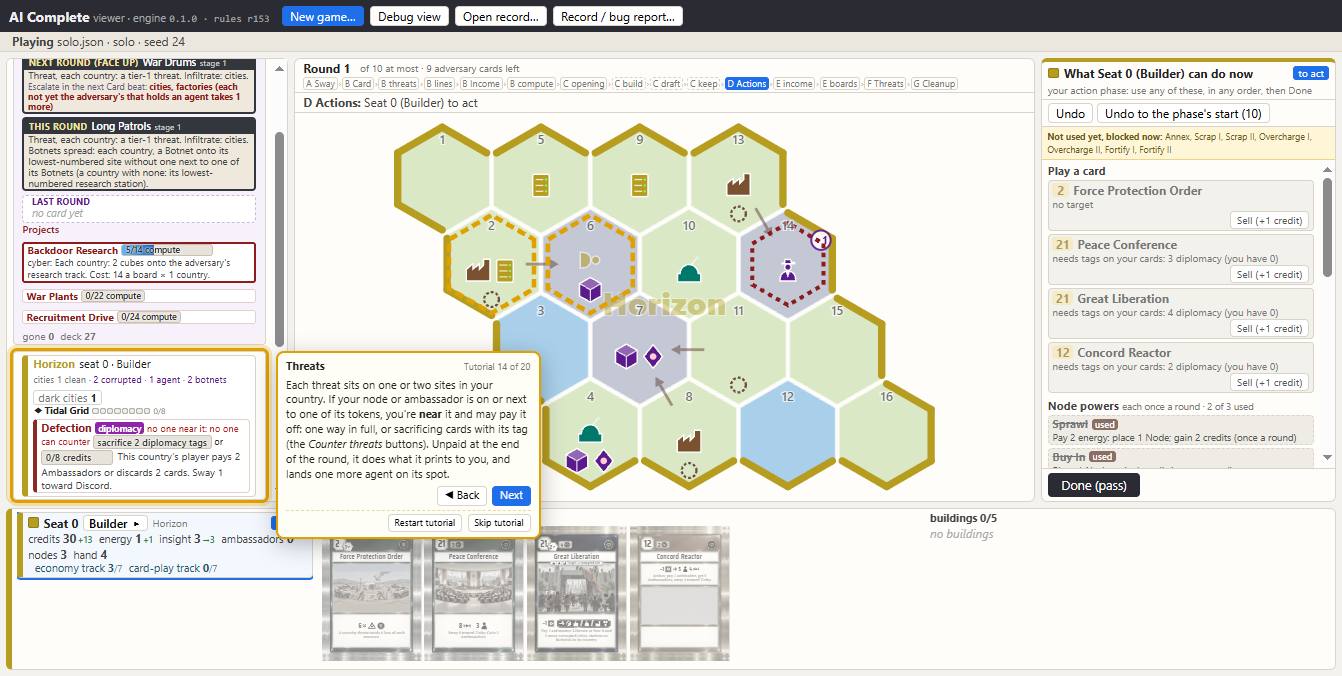 AI Complete viewer · engine 0.1.0 · rules r153
New game...
Debug view
Open record...
Record / bug report...
Playing solo.json · solo · seed 24
NEXT ROUND (FACE UP) War Drums stage 1
Threat, each country: a tier-1 threat. Infiltrate: cities.
Escalate in the next Card beat: cities, factories (each
not yet the adversary's that holds an agent takes 1
more)
THIS ROUND Long Patrols stage 1
Threat, each country: a tier-1 threat. Infiltrate: cities.
Botnets spread: each country, a Botnet onto its
lowest-numbered site without one next to one of
its Botnets (a country with none: its lowest-
numbered research station).
LAST ROUND
no card yet
Projects
Backdoor Research 5/14 compute
cyber: Each country: 2 cubes onto the adversary's
research track. Cost: 14 a board × 1 country.
War Plants 0/22 compute
Recruitment Drive 0/24 compute
gone 0 deck 27
Horizon seat 0 · Builder
cities 1 clean · 2 corrupted · 1 agent · 2 botnets
dark cities 1
◆ Tidal Grid 0/8
Defection diplomacy no one near it: no one
can counter sacrifice 2 diplomacy tags or
0/8 credits This country's player pays 2
Ambassadors or discards 2 cards. Sway 1
toward Discord.
Round 1 of 10 at most · 9 adversary cards left
A Sway
B Card
B threats
B lines
B Income
B compute
C opening
C build
C draft
C keep
D Actions
E income
E boards
F Threats
G Cleanup
D Actions: Seat 0 (Builder) to act
1
5
9
13
2
6
10
14
1
Horizon
3
7
11
15
4
8
12
16
Threats Tutorial 14 of 20
Each threat sits on one or two sites in your
country. If your node or ambassador is on or next
to one of its tokens, you're near it and may pay it
off: one way in full, or sacrificing cards with its tag
(the Counter threats buttons). Unpaid at the end
of the round, it does what it prints to you, and
lands one more agent on its spot.
◄ Back
Next
Restart tutorial
Skip tutorial
What Seat 0 (Builder) can do now to act
your action phase: use any of these, in any order, then Done
Undo
Undo to the phase's start (10)
Not used yet, blocked now: Annex, Scrap I, Scrap II, Overcharge I,
Overcharge II, Fortify I, Fortify II
Play a card
2 Force Protection Order
no target
Sell (+1 credit)
21 Peace Conference
needs tags on your cards: 3 diplomacy (you have 0)
Sell (+1 credit)
21 Great Liberation
needs tags on your cards: 4 diplomacy (you have 0)
Sell (+1 credit)
12 Concord Reactor
needs tags on your cards: 2 diplomacy (you have 0)
Sell (+1 credit)
Node powers each once a round · 2 of 3 used
Sprawl used
Pay 2 energy: place 1 Node; gain 2 credits (once a round)
Buy In used
Done (pass)
Seat 0 Builder ▸ Horizon
credits 30 +13 energy 1 +1 insight 3 →3 ambassadors 0
nodes 3 hand 4
economy track 3/7 card-play track 0/7
Force Protection Order
Peace Conference
Great Liberation
12
Concord Reactor
buildings 0/5
no buildings